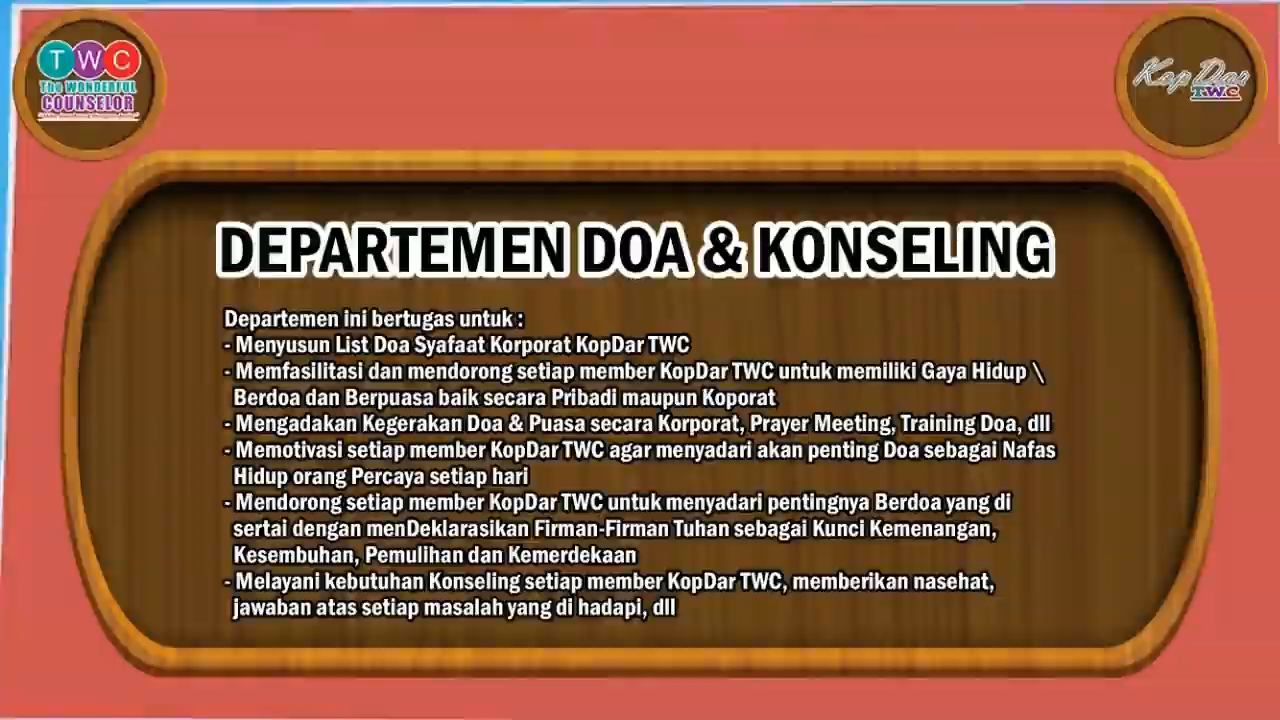 TWC
The WONDERFUL
COUNSELOR
KopDar
TWC
DEPARTEMEN DOA & KONSELING
Departemen ini bertugas untuk :
- Menyusun List Doa Syafaat Korporat KopDar TWC
- Memfasilitasi dan mendorong setiap member KopDar TWC untuk memiliki Gaya Hidup \
Berdoa dan Berpuasa baik secara Pribadi maupun Koporat
- Mengadakan Kegerakan Doa & Puasa secara Korporat, Prayer Meeting, Training Doa, dll
- Memotivasi setiap member KopDar TWC agar menyadari akan penting Doa sebagai Nafas
Hidup orang Percaya setiap hari
- Mendorong setiap member KopDar TWC untuk menyadari pentingnya Berdoa yang di
sertai dengan menDeklarasikan Firman-Firman Tuhan sebagai Kunci Kemenangan,
Kesembuhan, Pemulihan dan Kemerdekaan
- Melayani kebutuhan Konseling setiap member KopDar TWC, memberikan nasehat,
jawaban atas setiap masalah yang di hadapi, dll